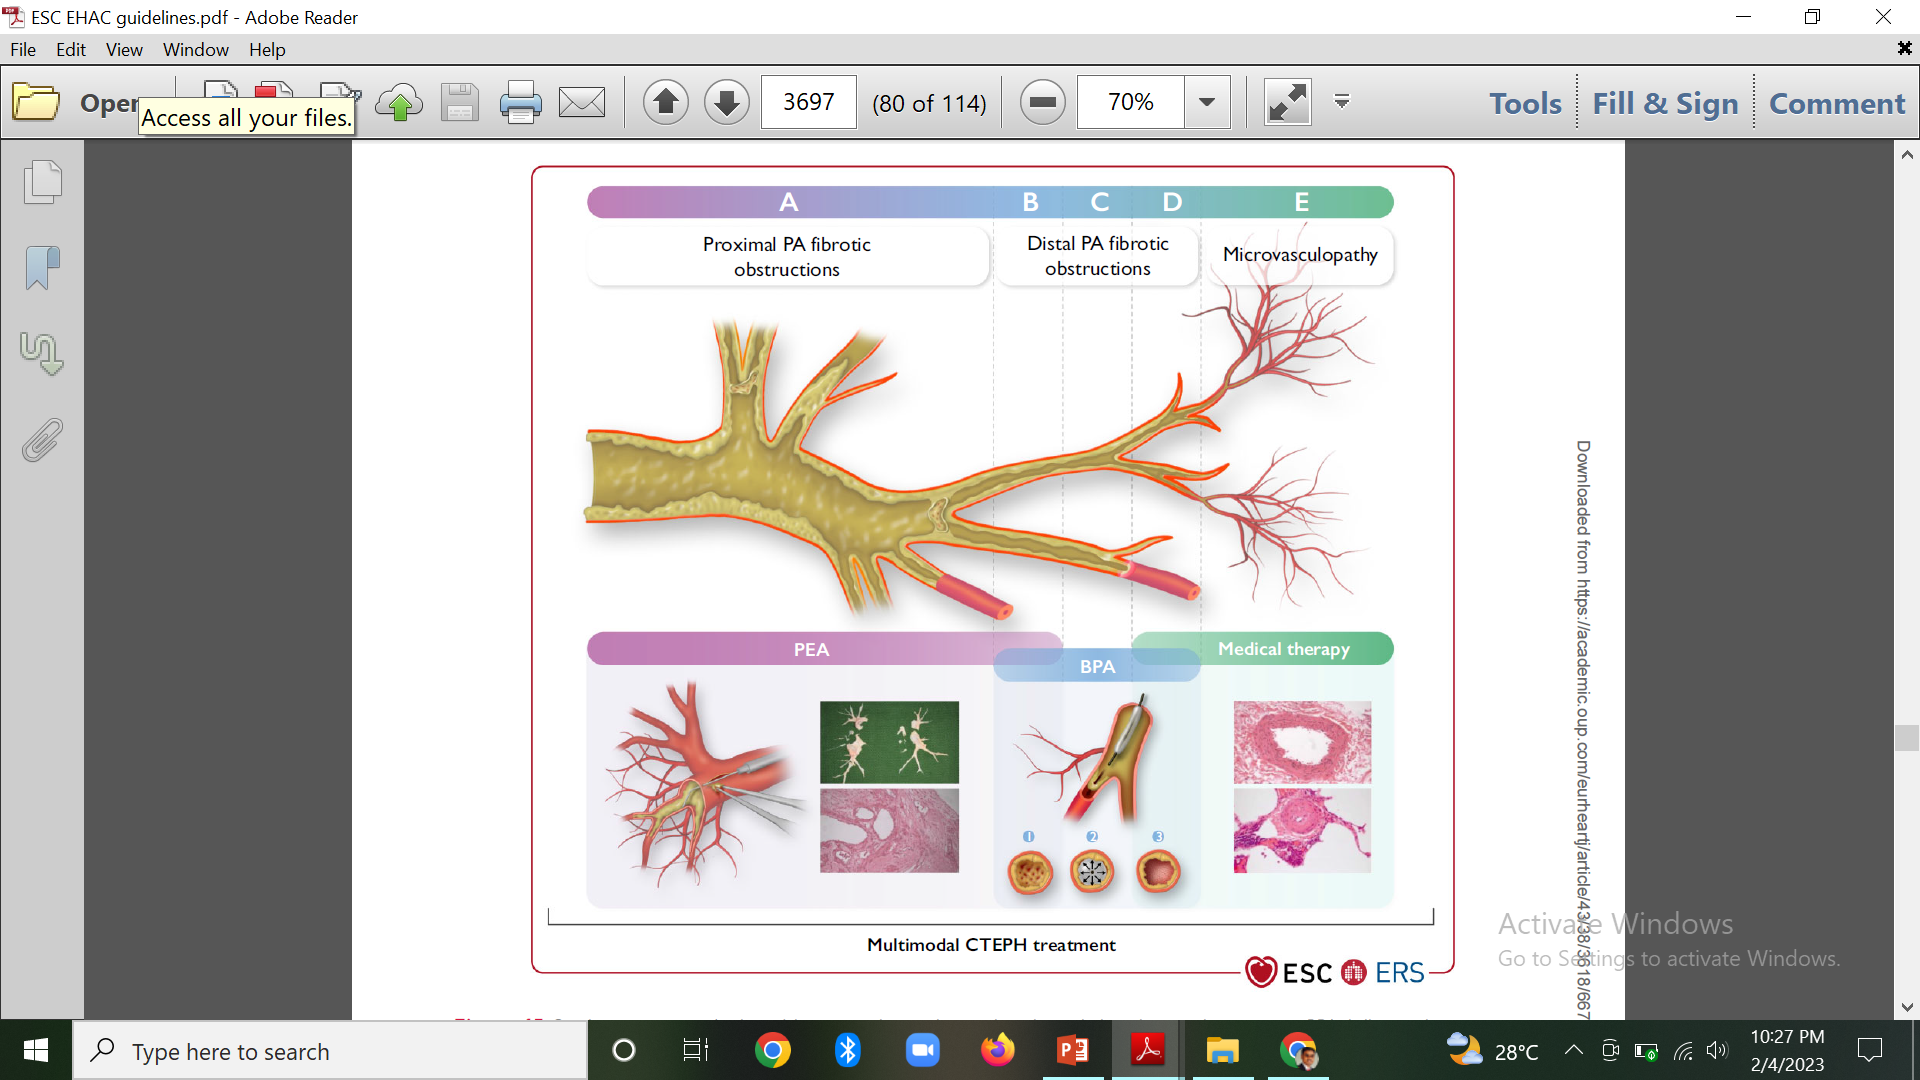 ESC EHAC guidelines.pdf - Adobe Reader
File Edit View Window Help
Open
Access all your files.
3697 (80 of 114) 70% Tools Fill & Sign Comment
A B C D E
Proximal PA fibrotic
obstructions
Distal PA fibrotic
obstructions
Microvasculopathy
PEA
BPA
Medical therapy
1 2 3
Multimodal CTEPH treatment
ESC ERS
Downloaded from https://academic.oup.com/eurheartj/article/43/38/3618/667
Activate Windows
Go to Settings to activate Windows.
Type here to search
28°C
10:27 PM
2/4/2023